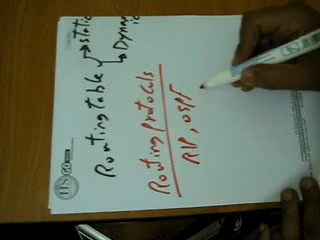 Routing table → static
→ Dynamic
Routing protocols
RIP, OSPF